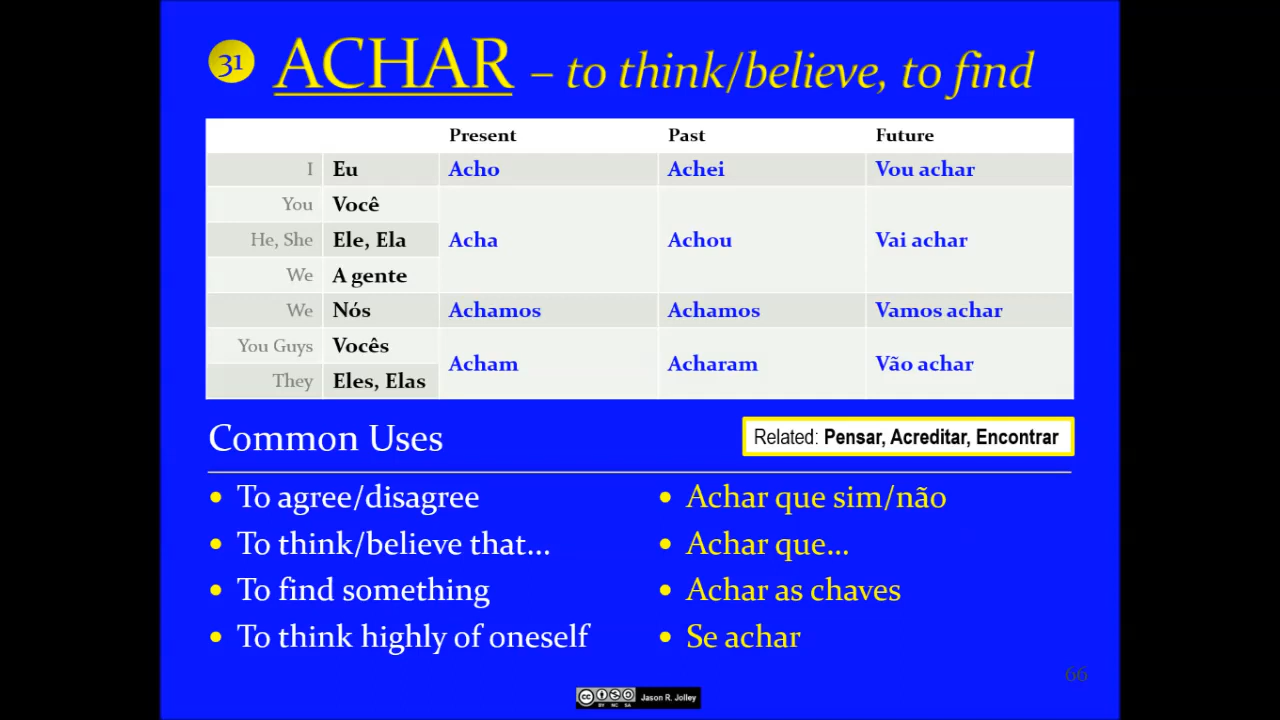 31 ACHAR – to think/believe, to find
Present Past Future
I Eu Acho Achei Vou achar
You Você
He, She Ele, Ela Acha Achou Vai achar
We A gente
We Nós Achamos Achamos Vamos achar
You Guys Vocês
Acham Acharam Vão achar
They Eles, Elas
Common Uses
Related: Pensar, Acreditar, Encontrar
• To agree/disagree • Achar que sim/não
• To think/believe that... • Achar que...
• To find something • Achar as chaves
• To think highly of oneself • Se achar
66
cc BY NC SA Jason R. Jolley